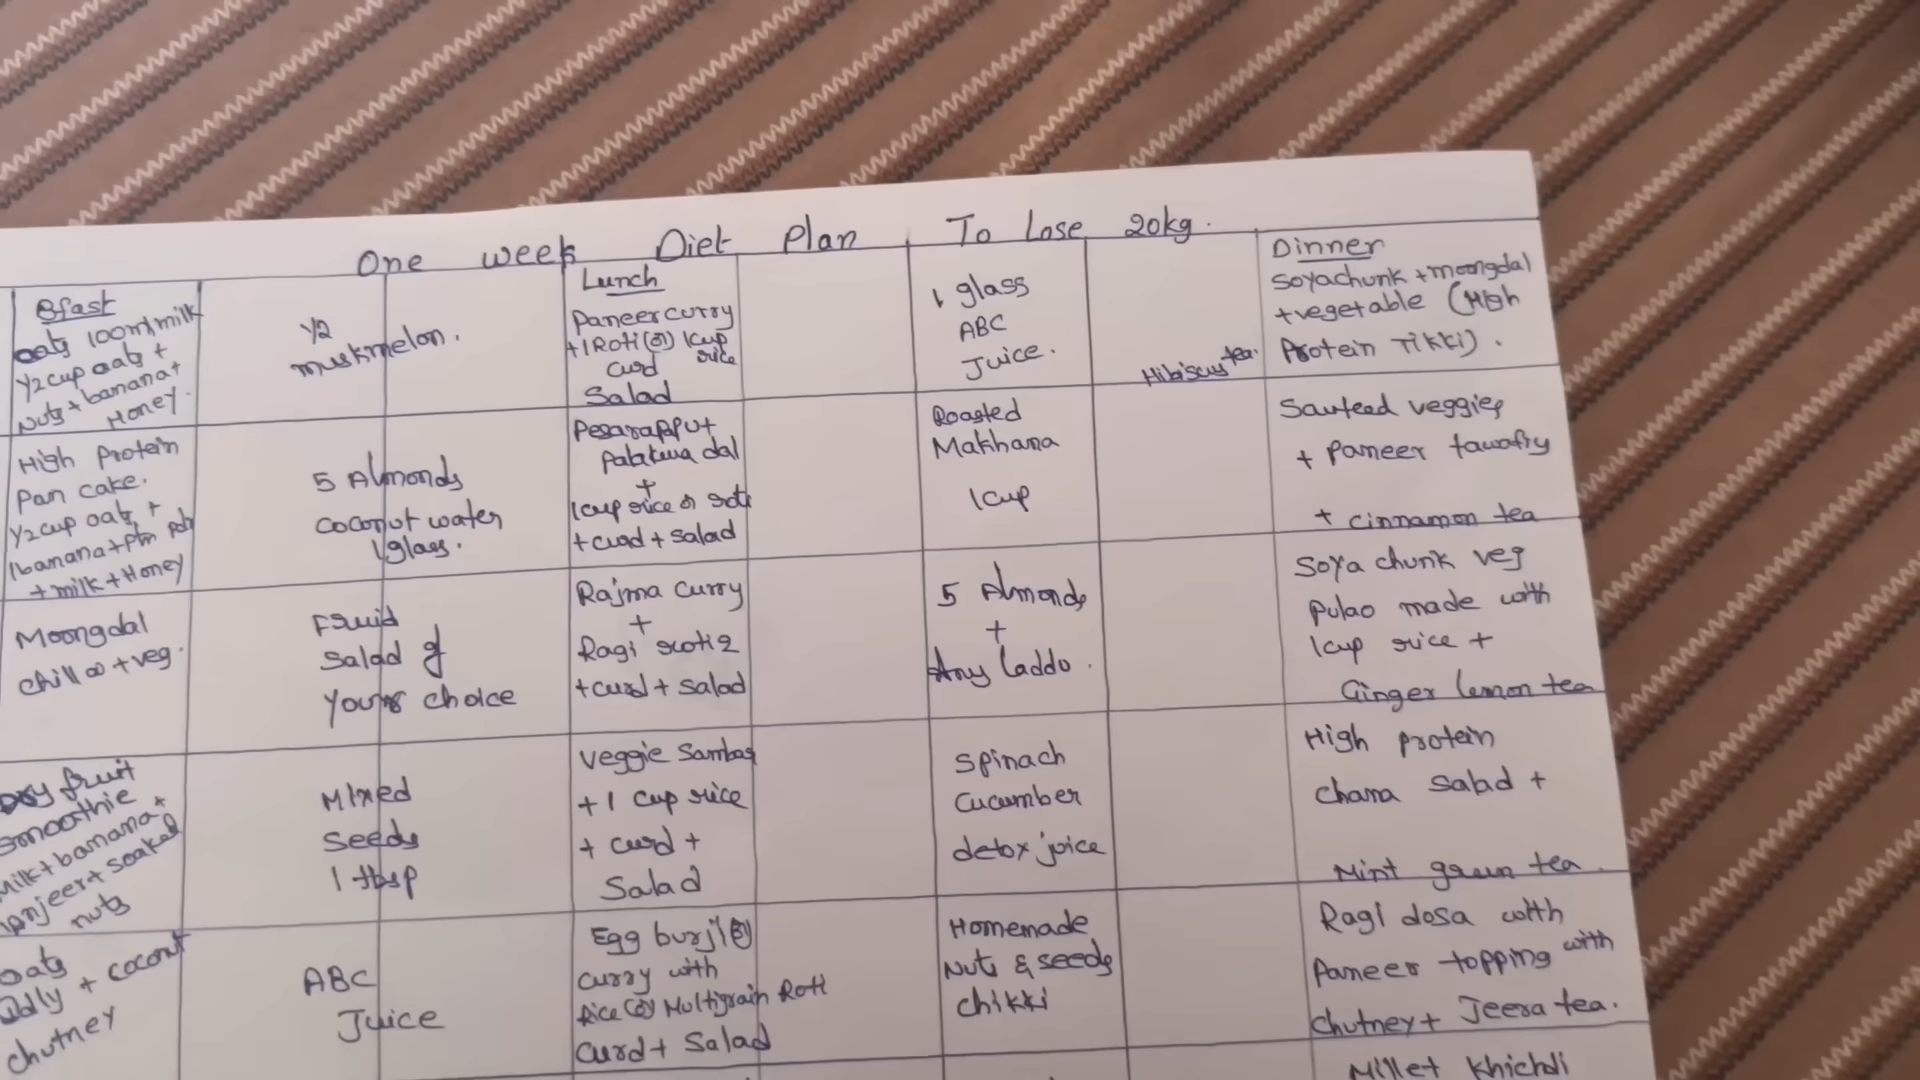 One week Diet Plan To Lose 20kg.
Bfast
oats 100ml milk
1/2 cup oats +
Nuts + banana +
Honey.
1/2
muskmelon.
Lunch
Paneer curry
+ 1 Roti (or) 1 cup
rice
Curd
Salad
1 glass
ABC
Juice.
Hibiscus tea.
Dinner
Soyachunk + moongdal
+ vegetable (High
Protein Tikki).
High Protein
Pan cake.
1/2 cup oats +
1 banana +
+ milk + Honey
5 Almonds
Coconut water
1 glass.
Pesarapput
Palakura dal
+
1 cup rice or roti
+ curd + salad
Roasted
Makhana
1 cup
Sauteed veggies
+ Paneer tawafry
+ cinnamon tea
Moongdal
chilla + veg.
Fruid
Salad of
Your choice
Rajma curry
+
Ragi roti 2
+ curd + salad
5 Almonds
+
Any Laddo.
Soya chunk veg
Pulao made with
1 cup rice +
Ginger lemon tea
Dry fruit
Smoothie
Milk + banana +
anjeer + soaked
nuts
Mixed
Seeds
1 tbsp
Veggie Sambar
+ 1 cup rice
+ curd +
Salad
Spinach
Cucumber
detox juice
High protein
chana salad +
Mint green tea.
Oats
Idly + coconut
chutney
ABC
Juice
Egg burji (or)
Curry with
Rice (or) Multigrain Roti
Curd + Salad
Homemade
Nuts & seeds
chikki
Ragi dosa with
Paneer topping with
chutney + Jeera tea.
Millet Khichdi